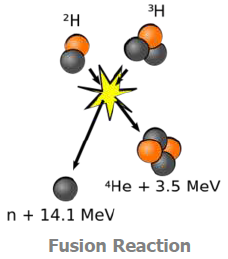 ²H
³H
⁴He + 3.5 MeV
n + 14.1 MeV
Fusion Reaction